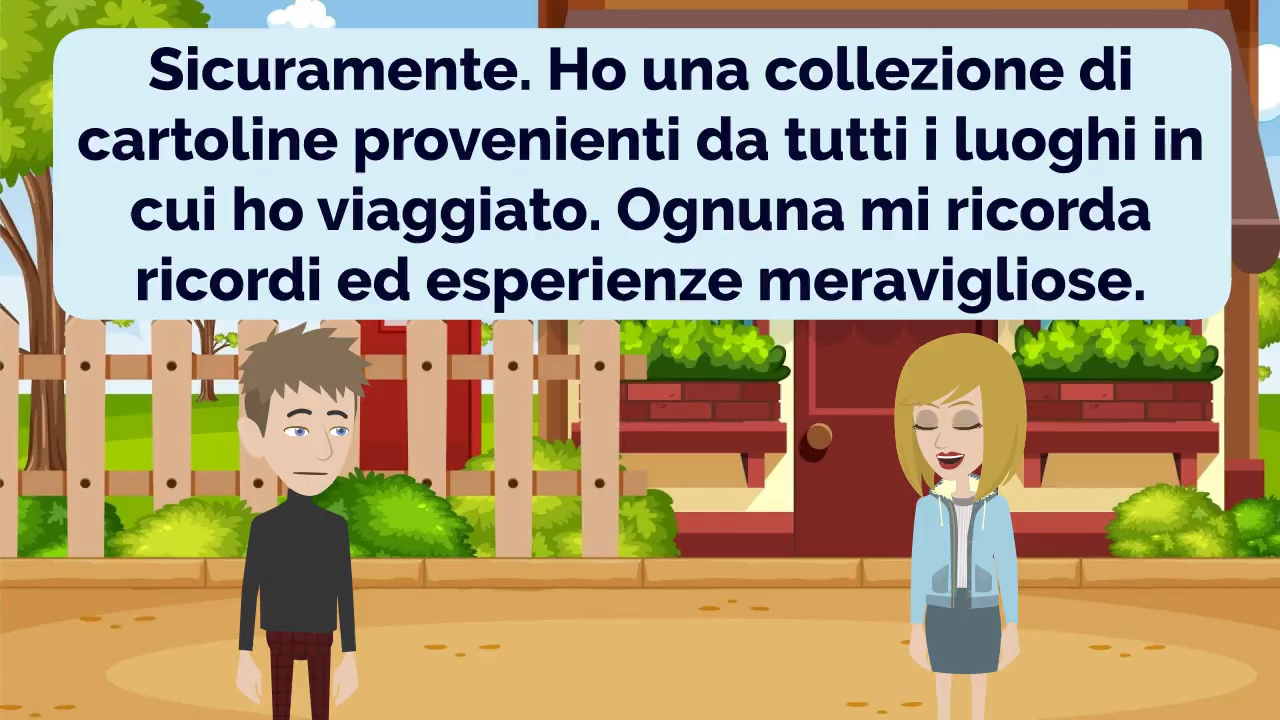 Sicuramente. Ho una collezione di
cartoline provenienti da tutti i luoghi in
cui ho viaggiato. Ognuna mi ricorda
ricordi ed esperienze meravigliose.